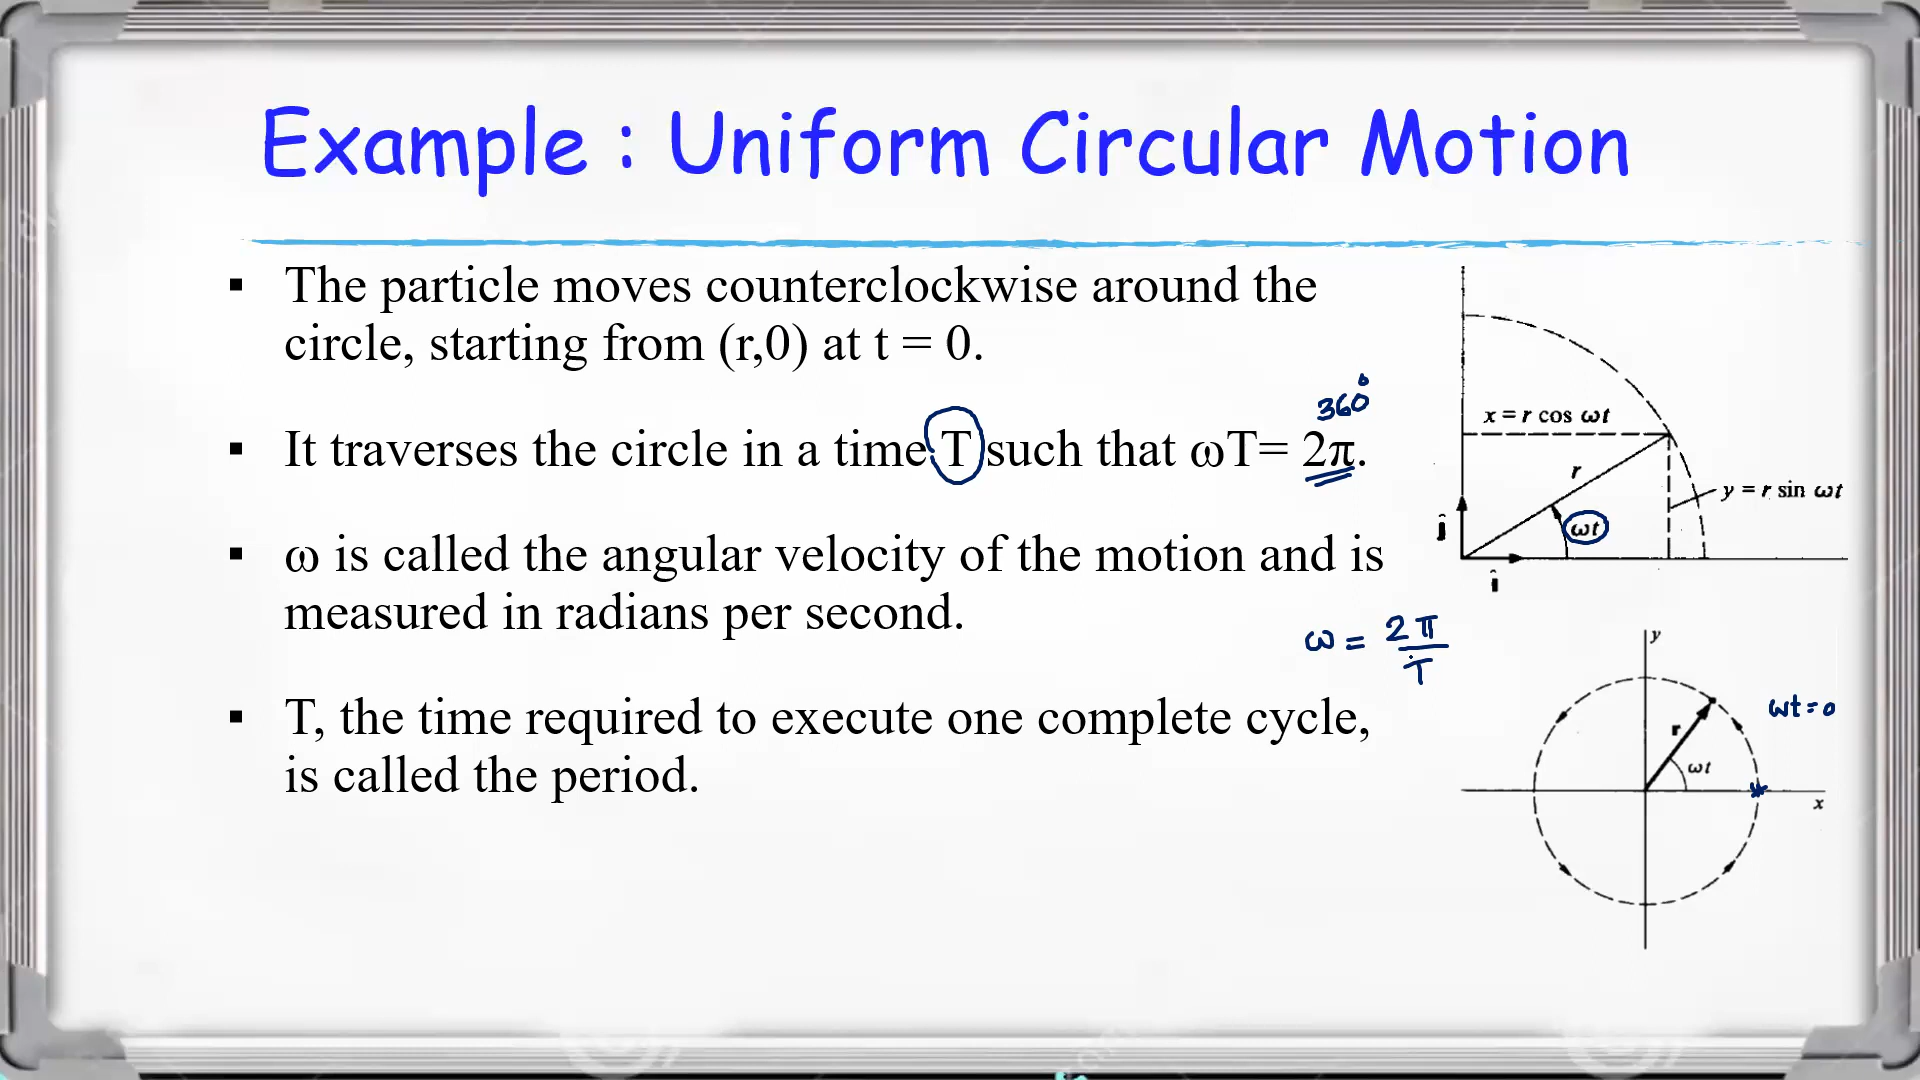 Example : Uniform Circular Motion
▪ The particle moves counterclockwise around the
circle, starting from (r,0) at t = 0.
360°
▪ It traverses the circle in a time T such that ωT= 2π.
▪ ω is called the angular velocity of the motion and is
measured in radians per second.
ω = 2π/T
▪ T, the time required to execute one complete cycle,
is called the period.
x = r cos ωt
r
y = r sin ωt
ĵ
ωt
î
y
ωt=0
r
ωt
x